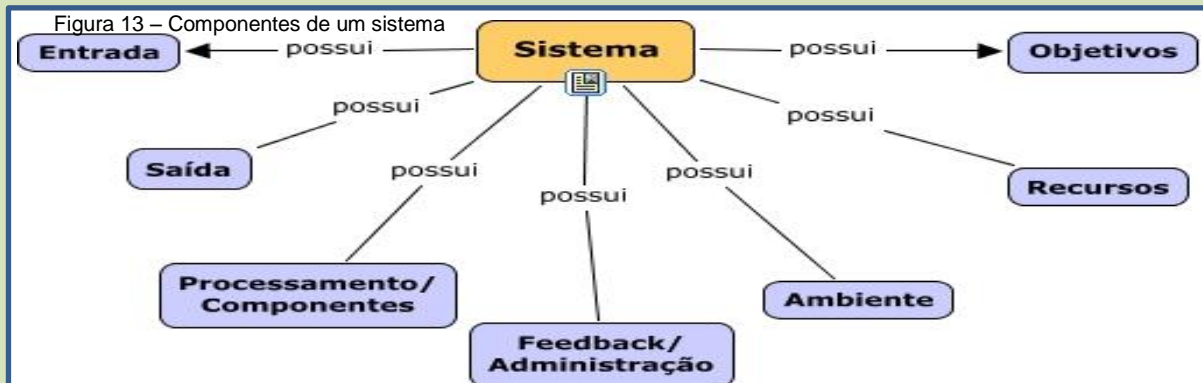 Figura 13 – Componentes de um sistema
Entrada
possui
Sistema
possui
Objetivos
possui
possui
Saída
possui
possui
possui
Recursos
Processamento/
Componentes
Ambiente
Feedback/
Administração